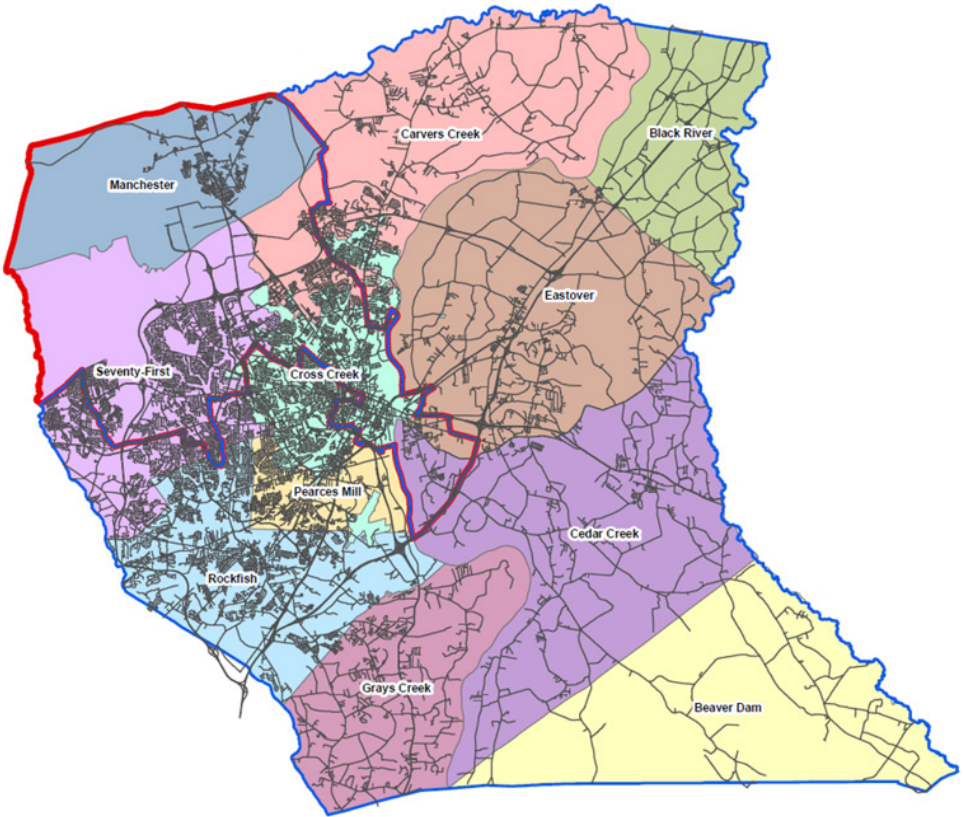 Carvers Creek
Black River
Manchester
Eastover
Seventy-First
Cross Creek
Pearces Mill
Cedar Creek
Rockfish
Grays Creek
Beaver Dam